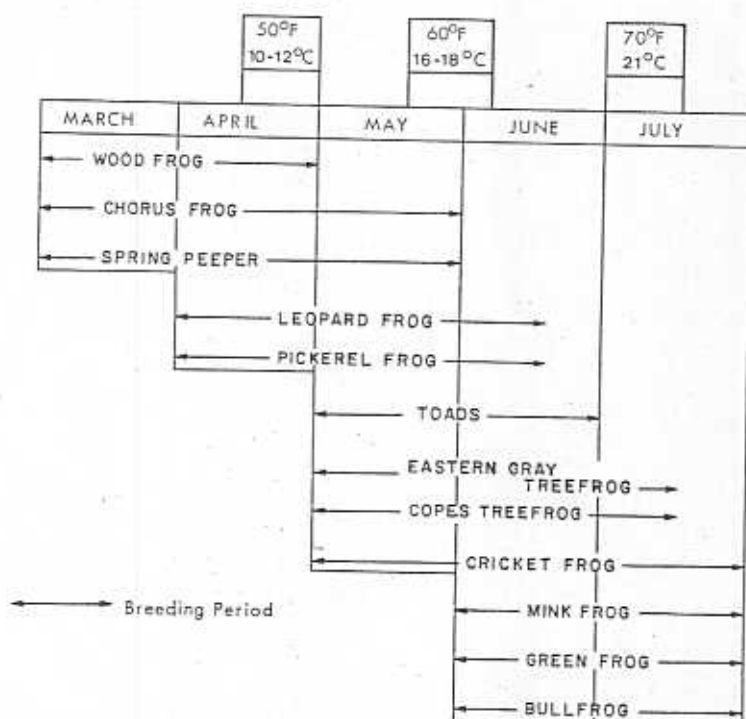 50°F
10-12°C
60°F
16-18°C
70°F
21°C
MARCH
APRIL
MAY
JUNE
JULY
WOOD FROG
CHORUS FROG
SPRING PEEPER
LEOPARD FROG
PICKEREL FROG
TOADS
EASTERN GRAY
TREEFROG
COPES TREEFROG
CRICKET FROG
Breeding Period
MINK FROG
GREEN FROG
BULLFROG